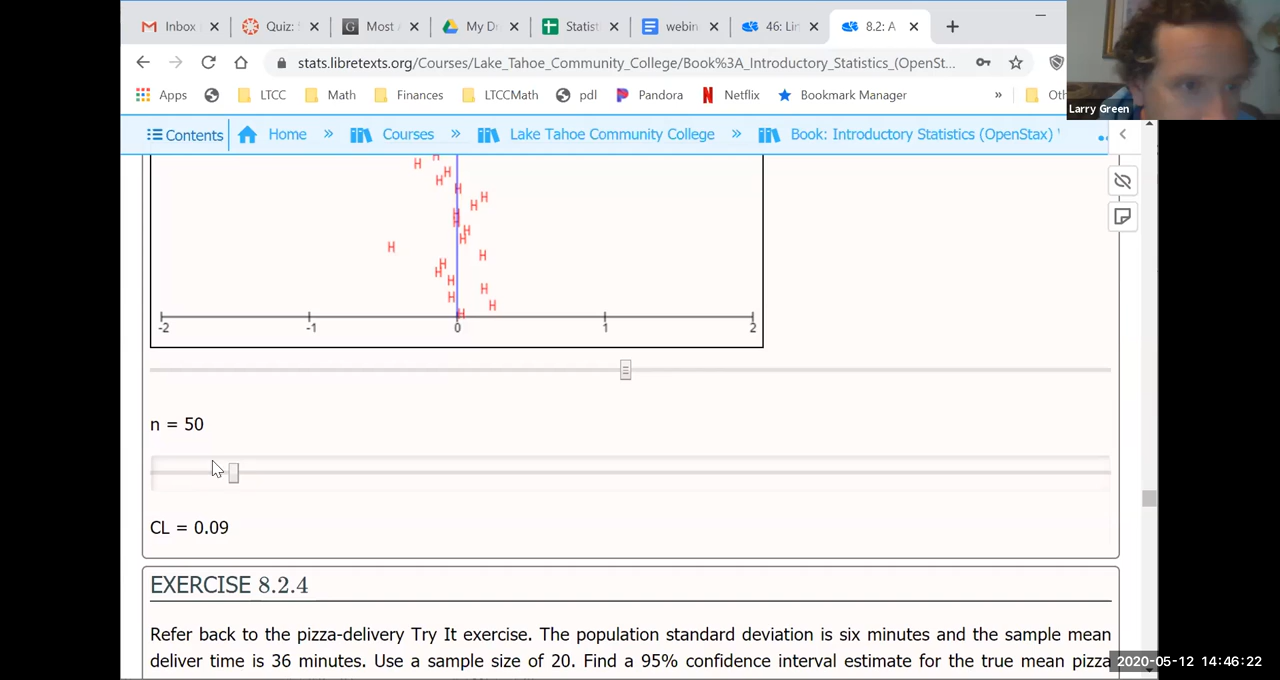 Inbox Quiz: Most My Dr Statist webin 46: Lin 8.2: A
stats.libretexts.org/Courses/Lake_Tahoe_Community_College/Book%3A_Introductory_Statistics_(OpenSt...
Apps LTCC Math Finances LTCCMath pdl Pandora Netflix Bookmark Manager » Oth
Larry Green
Contents Home » Courses » Lake Tahoe Community College » Book: Introductory Statistics (OpenStax)
-2 -1 0 1 2
n = 50
CL = 0.09
EXERCISE 8.2.4
Refer back to the pizza-delivery Try It exercise. The population standard deviation is six minutes and the sample mean
deliver time is 36 minutes. Use a sample size of 20. Find a 95% confidence interval estimate for the true mean pizza
2020-05-12 14:46:22